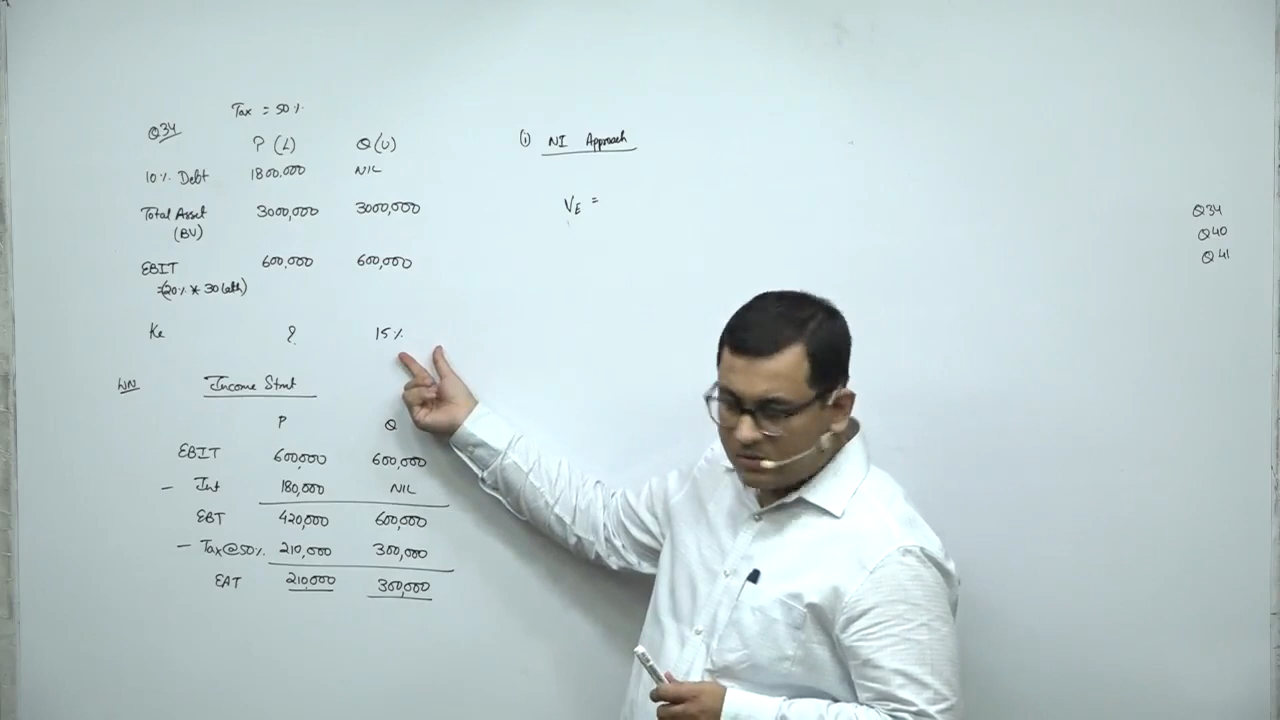 Tax = 50%
Q34
P (L) Q (U)
10% Debt 1800,000 NIL
Total Asset 3000,000 3000,000
(BV)
EBIT 600,000 600,000
=(20% * 30 lakh)
Ke ? 15%
WN Income Stmt
P Q
EBIT 600,000 600,000
- Int 180,000 NIL
EBT 420,000 600,000
- Tax@50% 210,000 300,000
EAT 210,000 300,000
(i) NI Approach
VE =
Q34
Q40
Q41